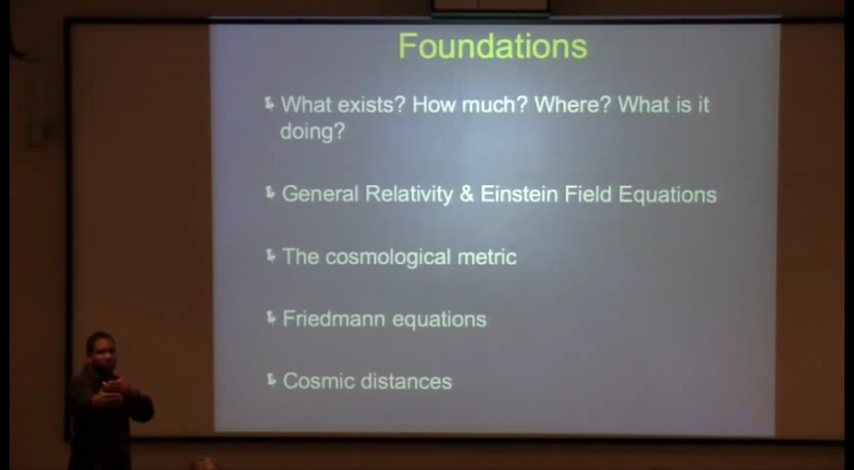 Foundations
What exists? How much? Where? What is it
doing?
General Relativity & Einstein Field Equations
The cosmological metric
Friedmann equations
Cosmic distances